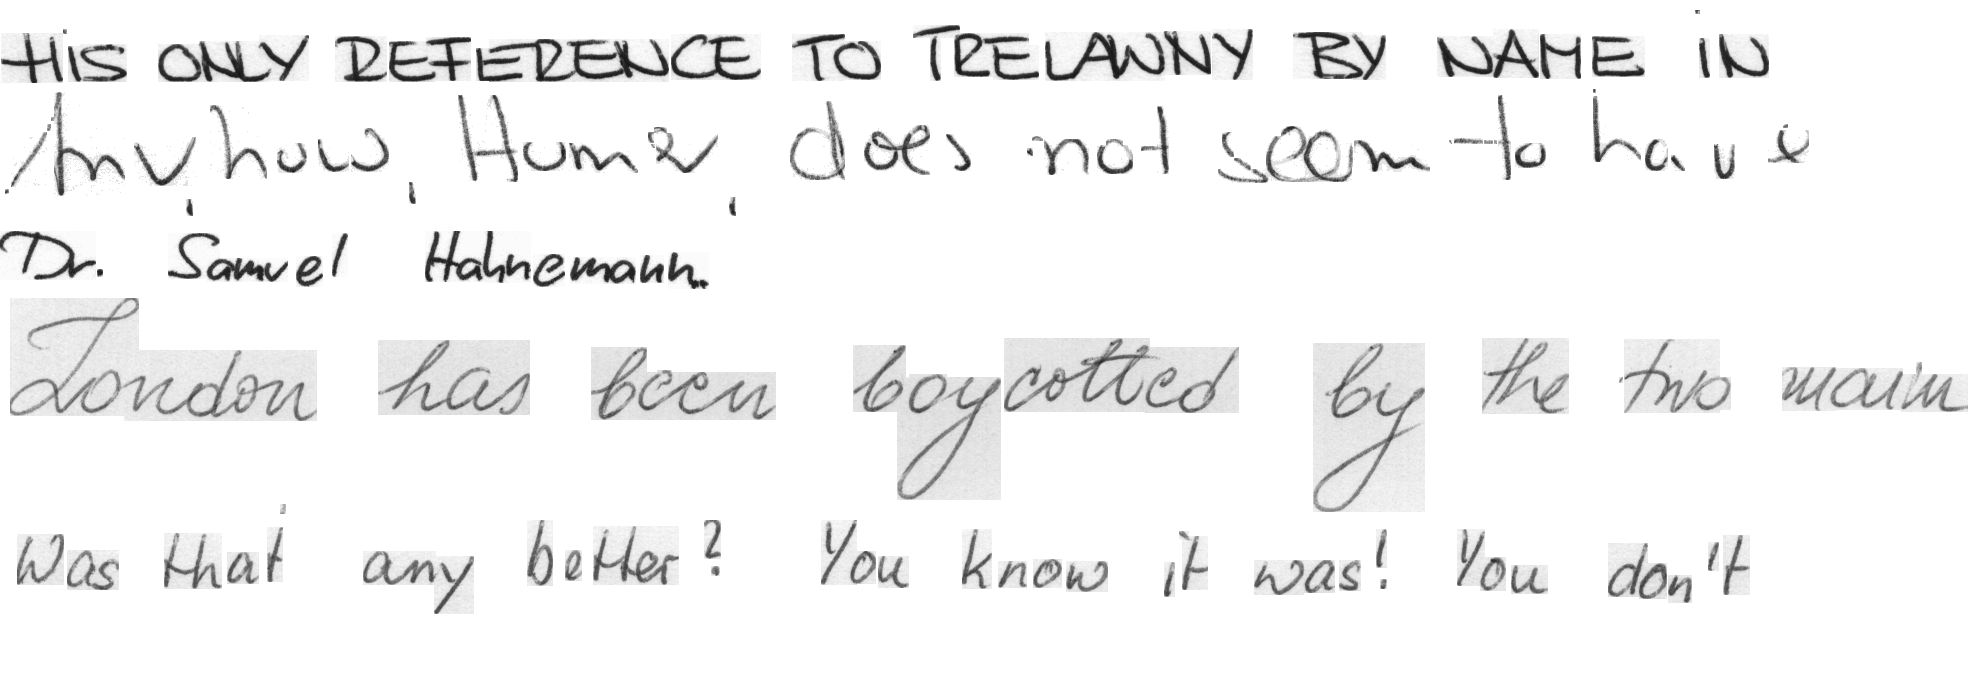 HIS ONLY REFERENCE TO TRELAWNY BY NAME IN
Anyhow, Hume, does not seem to have
Dr. Samuel Hahnemann.
London has been boycotted by the two main
Was that any better? You know it was! You don't